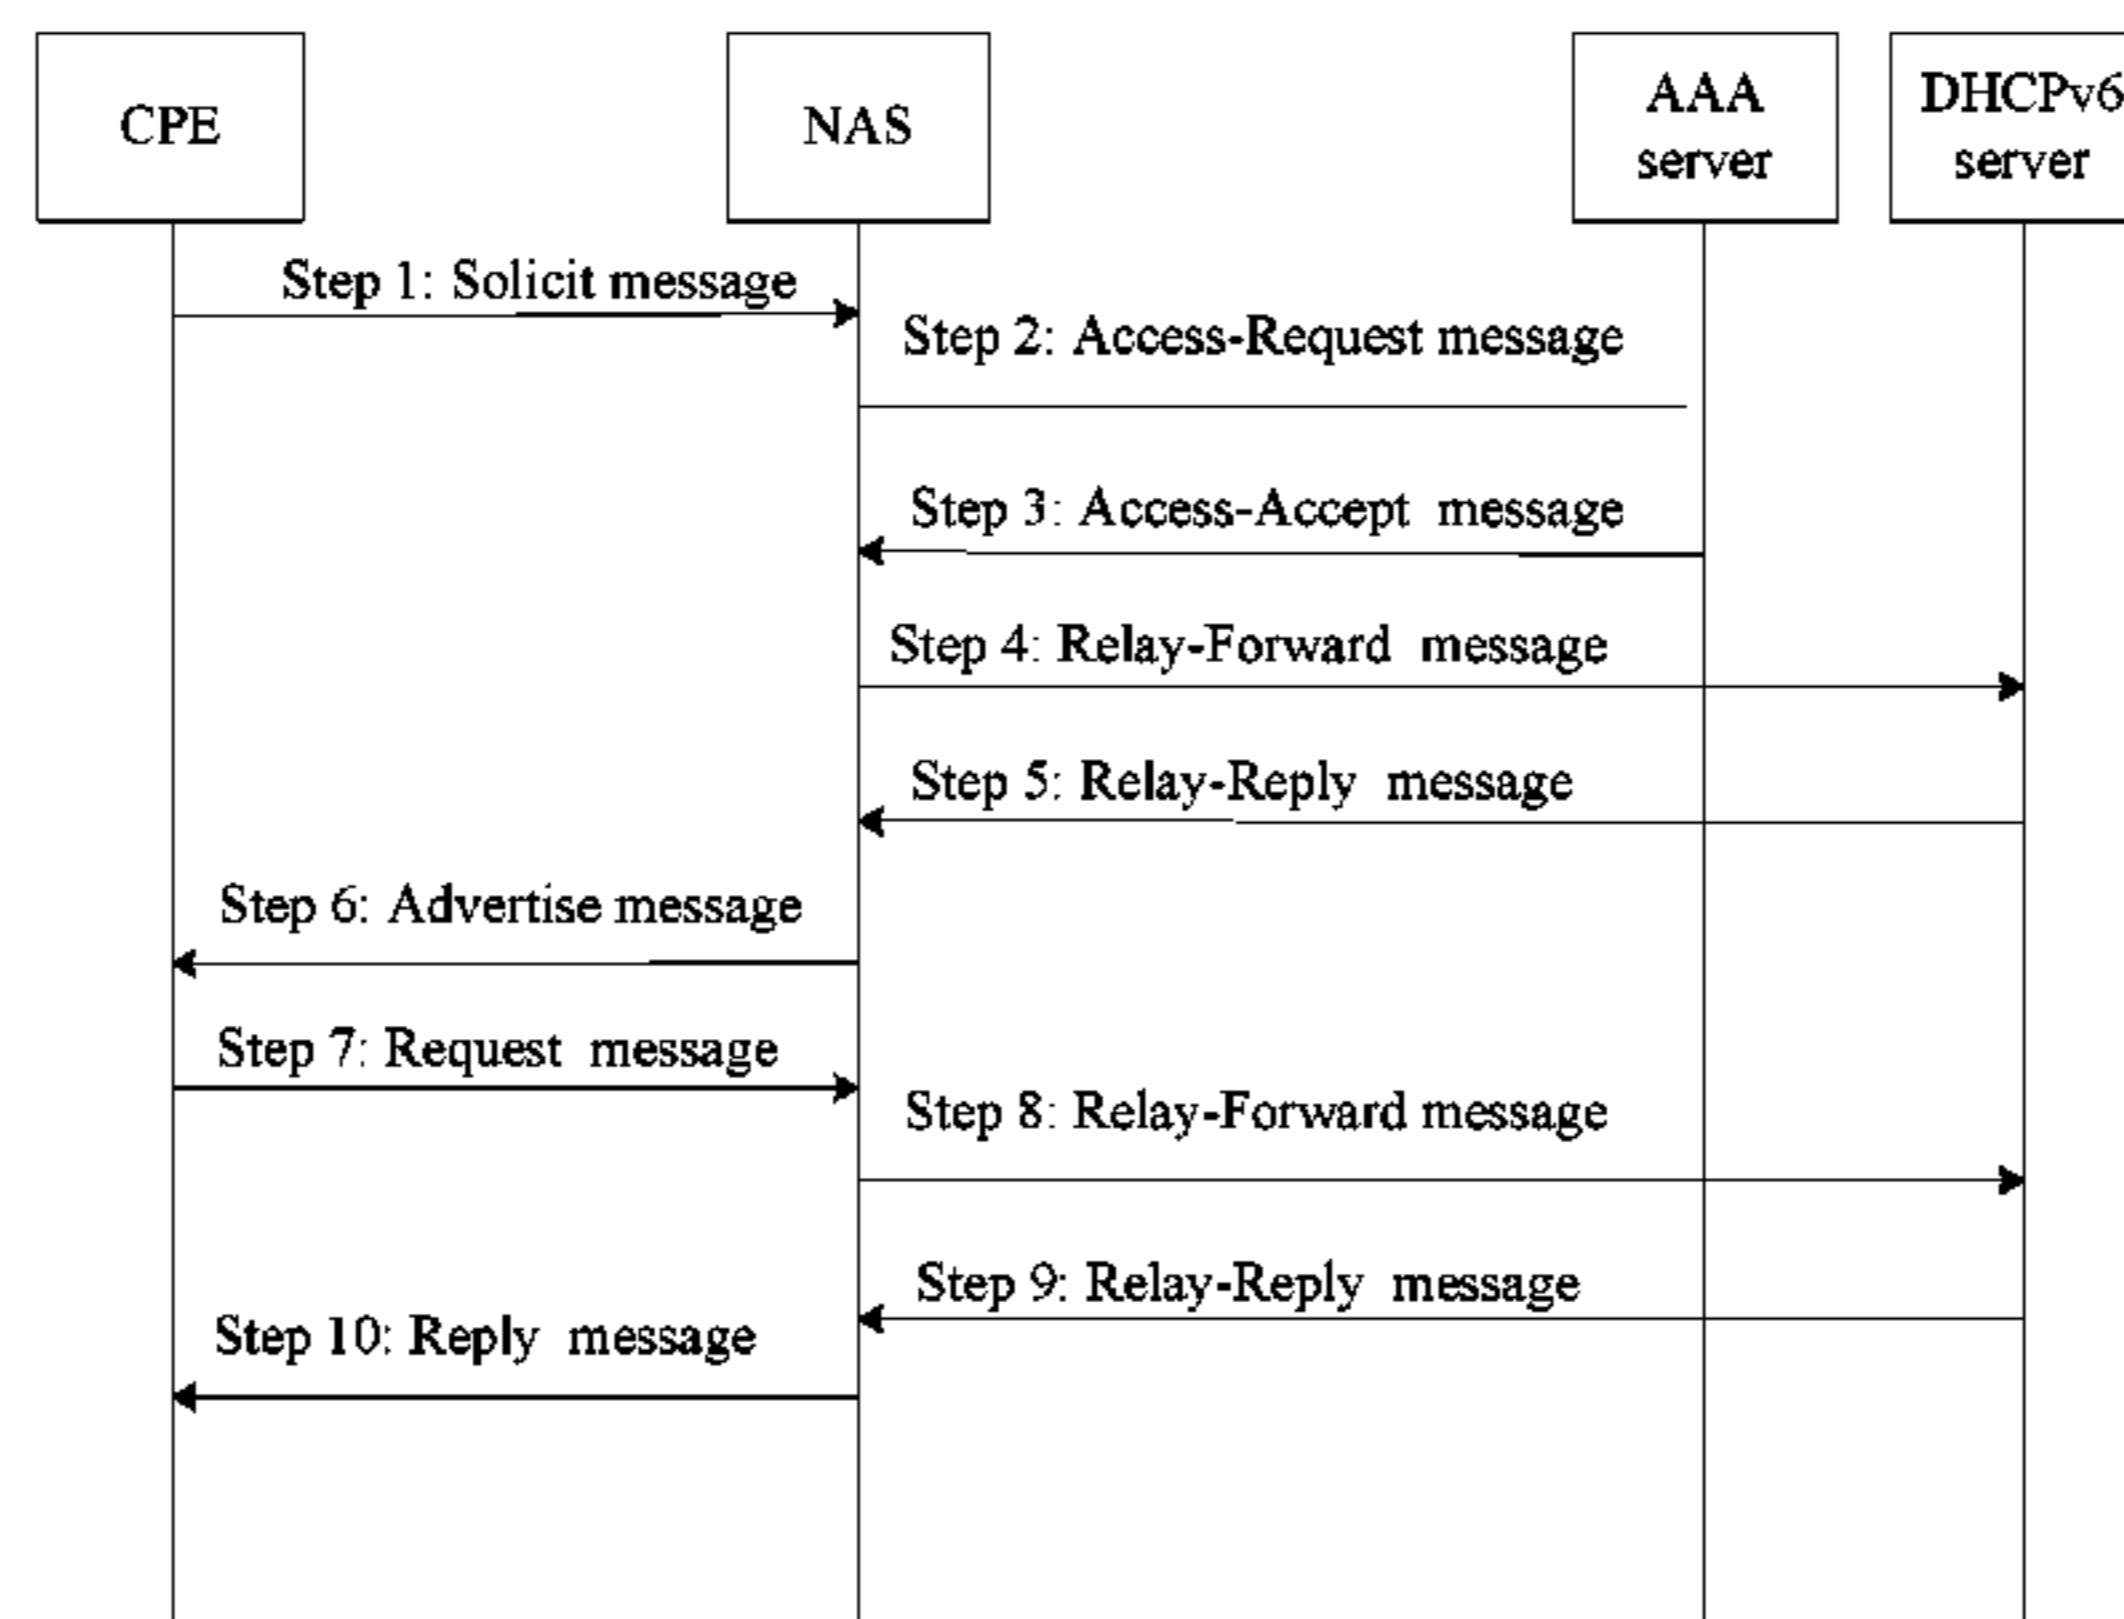 CPE
NAS
AAA
server
DHCPv6
server
Step 1: Solicit message
Step 2: Access-Request message
Step 3: Access-Accept message
Step 4: Relay-Forward message
Step 5: Relay-Reply message
Step 6: Advertise message
Step 7: Request message
Step 8: Relay-Forward message
Step 9: Relay-Reply message
Step 10: Reply message